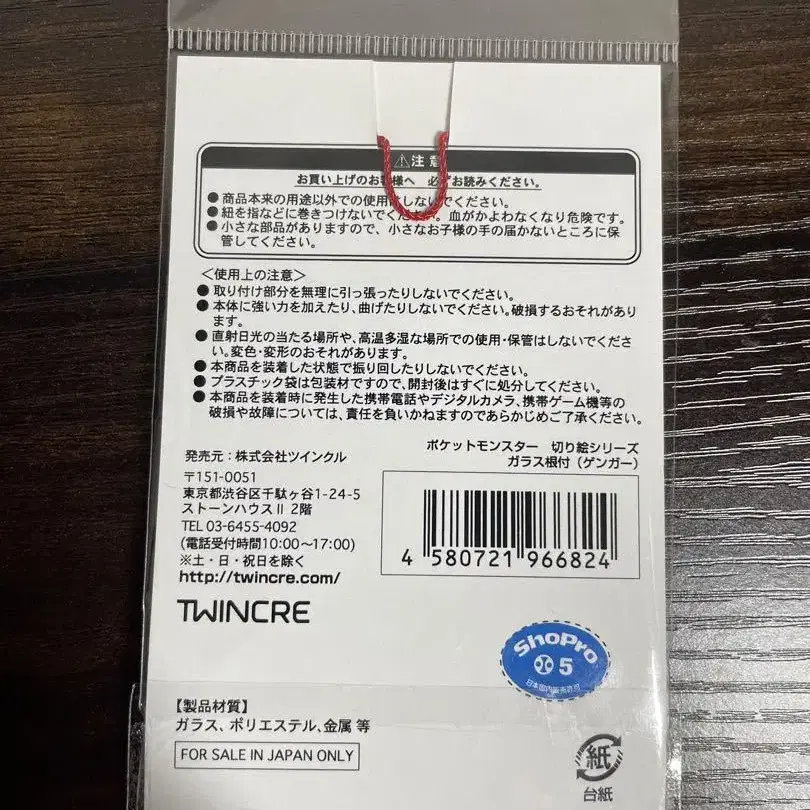 ⚠注意
お買い上げのお客様へ 必ずお読みください。
●商品本来の用途以外での使用はしないでください。
●紐を指などに巻きつけないでください。血がかよわなくなり危険です。
●小さな部品がありますので、小さなお子様の手の届かないところに保
管してください。
＜使用上の注意＞
●取り付け部分を無理に引っ張ったりしないでください。
●本体に強い力を加えたり、曲げたりしないでください。破損するおそれがあり
ます。
●直射日光の当たる場所や、高温多湿な場所での使用・保管はしないでくださ
い。変色・変形のおそれがあります。
●本商品を装着した状態で振り回したりしないでください。
●プラスチック袋は包装材ですので、開封後はすぐに処分してください。
●本商品を装着時に発生した携帯電話やデジタルカメラ、携帯ゲーム機等の
破損や故障については、責任を負いかねますのであらかじめご了承ください。
ポケットモンスター 切り絵シリーズ
ガラス根付（ゲンガー）
発売元：株式会社ツインクル
〒151-0051
東京都渋谷区千駄ヶ谷1-24-5
ストーンハウスⅡ 2階
TEL 03-6455-4092
(電話受付時間10:00～17:00)
※土・日・祝日を除く
http://twincre.com/
4 580721 966824
TWINCRE
ShoPro
5
日本国内販売許可
【製品材質】
ガラス、ポリエステル、金属 等
FOR SALE IN JAPAN ONLY
紙
台紙